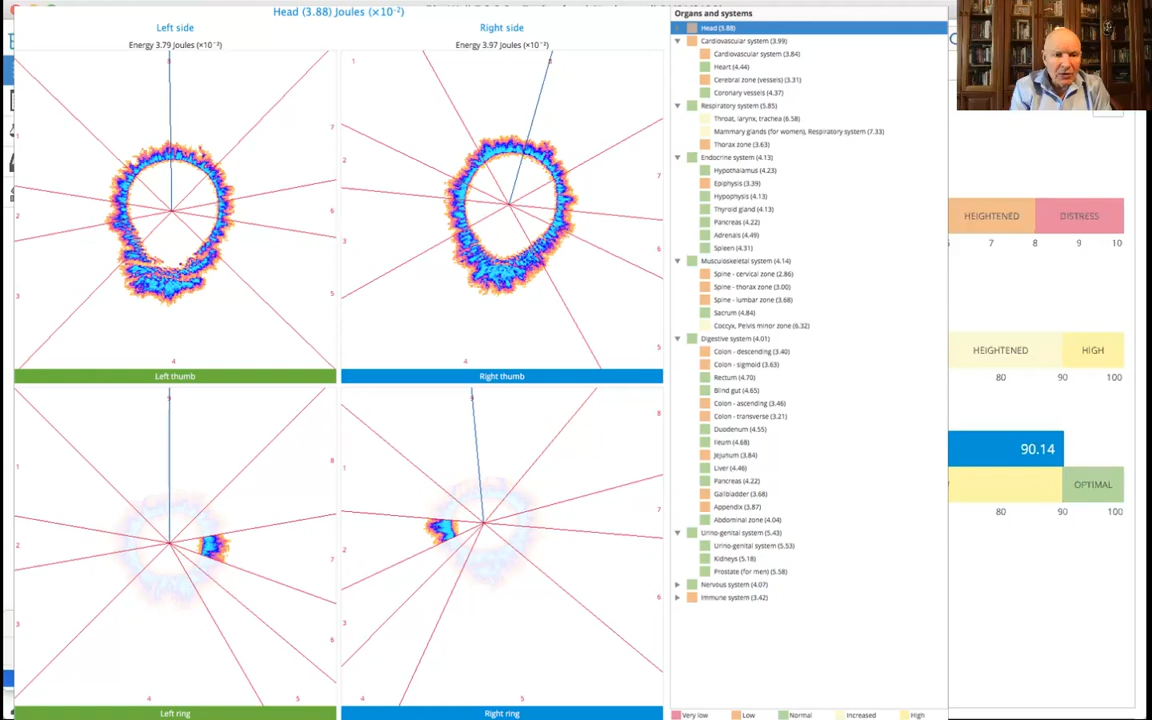 Head (3.88) Joules (×10⁻²)
Left side
Right side
Energy 3.79 Joules (×10⁻²)
Energy 3.97 Joules (×10⁻²)
Left thumb
Right thumb
Left ring
Right ring
Organs and systems
Head (3.88)
Cardiovascular system (3.99)
Cardiovascular system (3.84)
Heart (4.44)
Cerebral zone (vessels) (3.31)
Coronary vessels (4.37)
Respiratory system (5.85)
Throat, larynx, trachea (6.58)
Mammary glands (for women), Respiratory system (7.33)
Thorax zone (3.63)
Endocrine system (4.13)
Hypothalamus (4.23)
Epiphysis (3.39)
Hypophysis (4.13)
Thyroid gland (4.13)
Pancreas (4.22)
Adrenals (4.49)
Spleen (4.31)
Musculoskeletal system (4.14)
Spine - cervical zone (2.86)
Spine - thorax zone (3.00)
Spine - lumbar zone (3.68)
Sacrum (4.84)
Coccyx, Pelvis minor zone (6.32)
Digestive system (4.01)
Colon - descending (3.40)
Colon - sigmoid (3.63)
Rectum (4.70)
Blind gut (4.65)
Colon - ascending (3.46)
Colon - transverse (3.21)
Duodenum (4.55)
Ileum (4.68)
Jejunum (3.84)
Liver (4.46)
Pancreas (4.22)
Gallbladder (3.68)
Appendix (3.87)
Abdominal zone (4.04)
Urino-genital system (5.43)
Urino-genital system (5.53)
Kidneys (5.18)
Prostate (for men) (5.58)
Nervous system (4.07)
Immune system (3.42)
Very low
Low
Normal
Increased
High
HEIGHTENED
DISTRESS
7
8
9
10
HEIGHTENED
HIGH
80
90
100
90.14
OPTIMAL
80
90
100